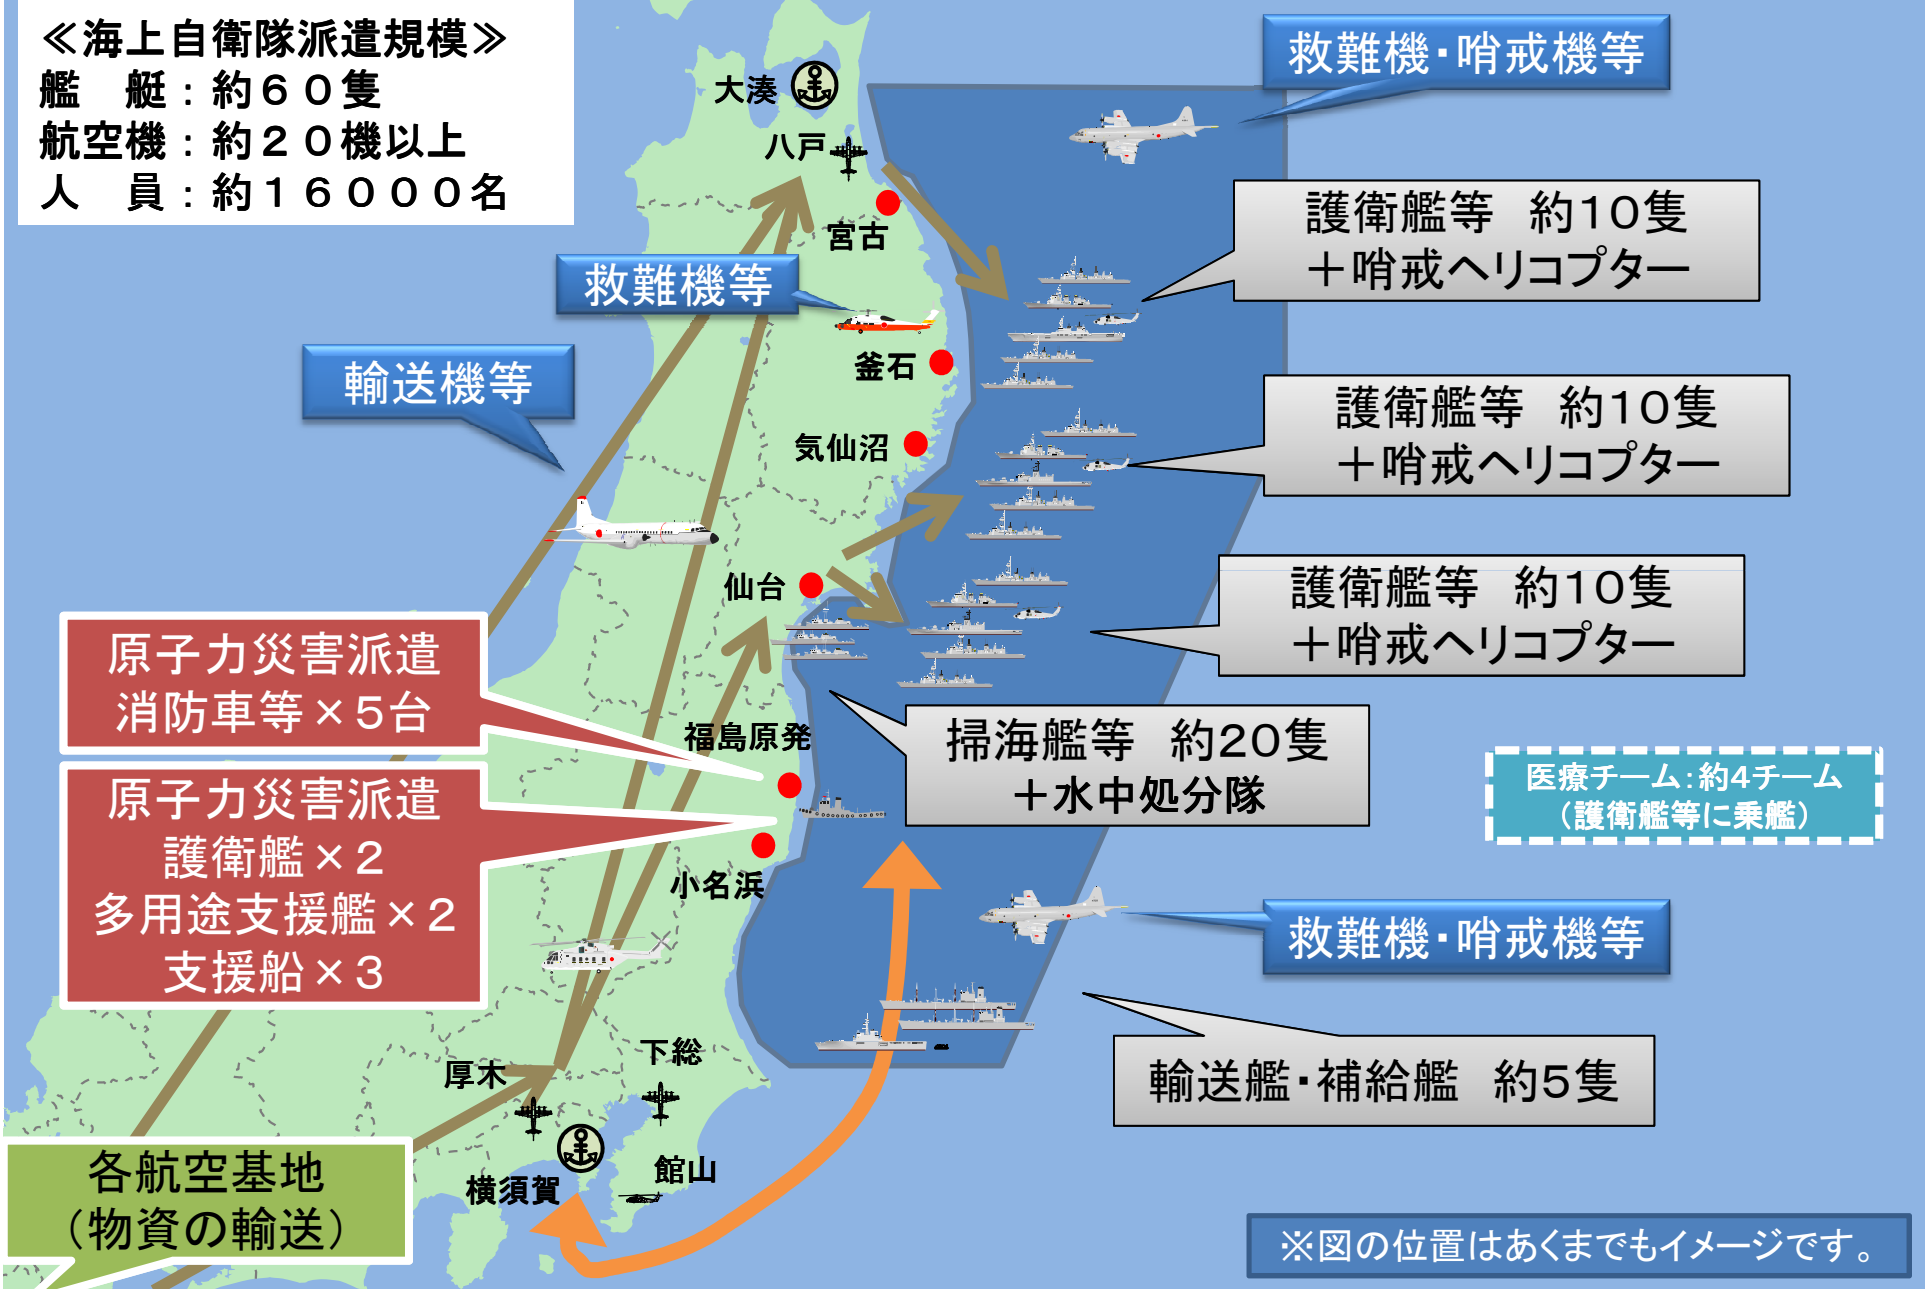 ≪海上自衛隊派遣規模≫
艦　艇：約６０隻
航空機：約２０機以上
人　員：約１６０００名
大湊
八戸
宮古
釜石
気仙沼
仙台
福島原発
小名浜
下総
厚木
横須賀
館山
救難機・哨戒機等
護衛艦等　約10隻
＋哨戒ヘリコプター
救難機等
輸送機等
護衛艦等　約10隻
＋哨戒ヘリコプター
護衛艦等　約10隻
＋哨戒ヘリコプター
原子力災害派遣
消防車等×5台
掃海艦等　約20隻
＋水中処分隊
医療チーム：約4チーム
（護衛艦等に乗艦）
原子力災害派遣
護衛艦×２
多用途支援艦×２
支援船×３
救難機・哨戒機等
輸送艦・補給艦　約5隻
各航空基地
（物資の輸送）
※図の位置はあくまでもイメージです。